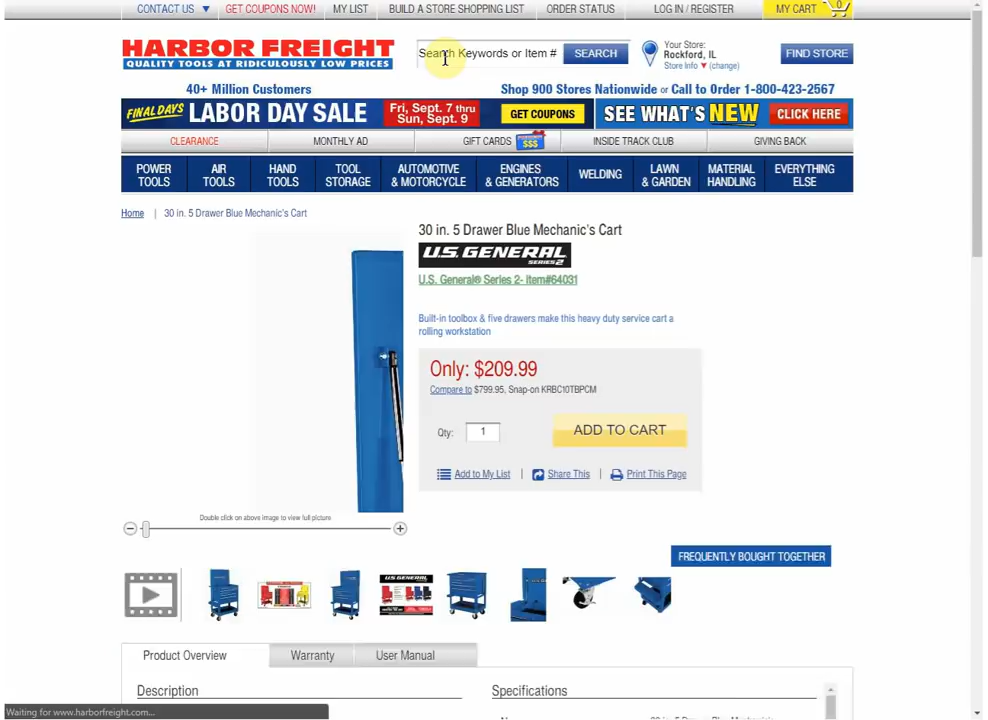 CONTACT US ▼ GET COUPONS NOW! MY LIST BUILD A STORE SHOPPING LIST ORDER STATUS LOG IN / REGISTER MY CART 0
HARBOR FREIGHT
QUALITY TOOLS AT RIDICULOUSLY LOW PRICES
Search Keywords or Item # SEARCH
Your Store:
Rockford, IL
Store Info ▼ (change)
FIND STORE
40+ Million Customers
Shop 900 Stores Nationwide or Call to Order 1-800-423-2567
FINAL DAYS LABOR DAY SALE Fri, Sept. 7 thru
Sun, Sept. 9
GET COUPONS
SEE WHAT'S NEW CLICK HERE
CLEARANCE MONTHLY AD GIFT CARDS $$$ INSIDE TRACK CLUB GIVING BACK
POWER
TOOLS
AIR
TOOLS
HAND
TOOLS
TOOL
STORAGE
AUTOMOTIVE
& MOTORCYCLE
ENGINES
& GENERATORS
WELDING
LAWN
& GARDEN
MATERIAL
HANDLING
EVERYTHING
ELSE
Home | 30 in. 5 Drawer Blue Mechanic's Cart
30 in. 5 Drawer Blue Mechanic's Cart
U.S. GENERAL
SERIES 2
U.S. General® Series 2- Item#64031
Built-in toolbox & five drawers make this heavy duty service cart a
rolling workstation
Only: $209.99
Compare to $799.95, Snap-on KRBC10TBPCM
Qty: 1 ADD TO CART
Add to My List | Share This | Print This Page
Double click on above image to view full picture
FREQUENTLY BOUGHT TOGETHER
U.S. GENERAL
Product Overview Warranty User Manual
Description
Specifications
Waiting for www.harborfreight.com...